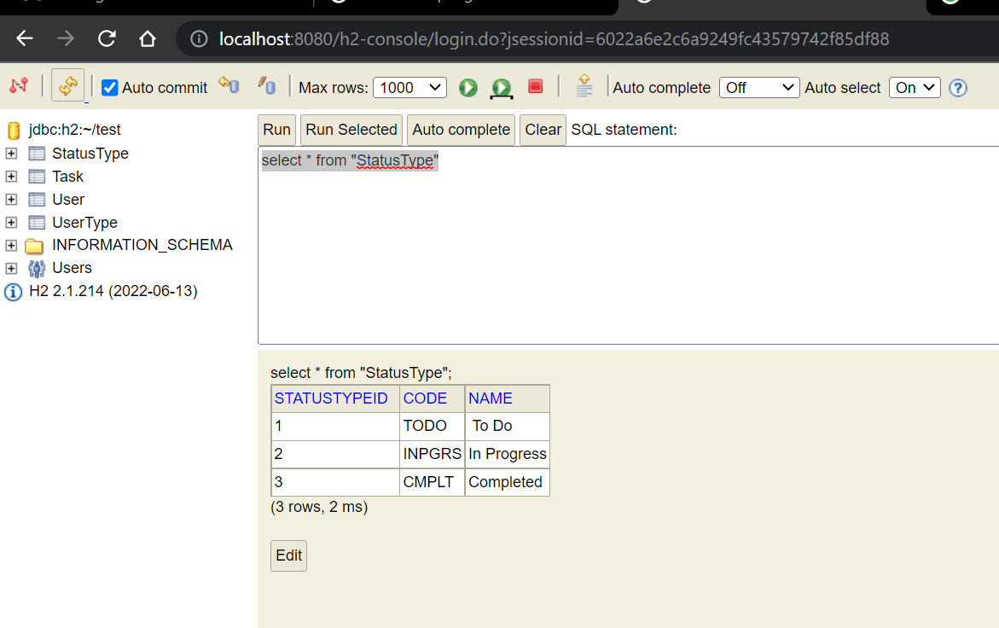 localhost:8080/h2-console/login.do?jsessionid=6022a6e2c6a9249fc43579742f85df88
Auto commit Max rows: 1000 Auto complete Off Auto select On
jdbc:h2:~/test
StatusType
Task
User
UserType
INFORMATION_SCHEMA
Users
H2 2.1.214 (2022-06-13)
Run Run Selected Auto complete Clear SQL statement:
select * from "StatusType"
select * from "StatusType";
STATUSTYPEID CODE NAME
1 TODO To Do
2 INPGRS In Progress
3 CMPLT Completed
(3 rows, 2 ms)
Edit